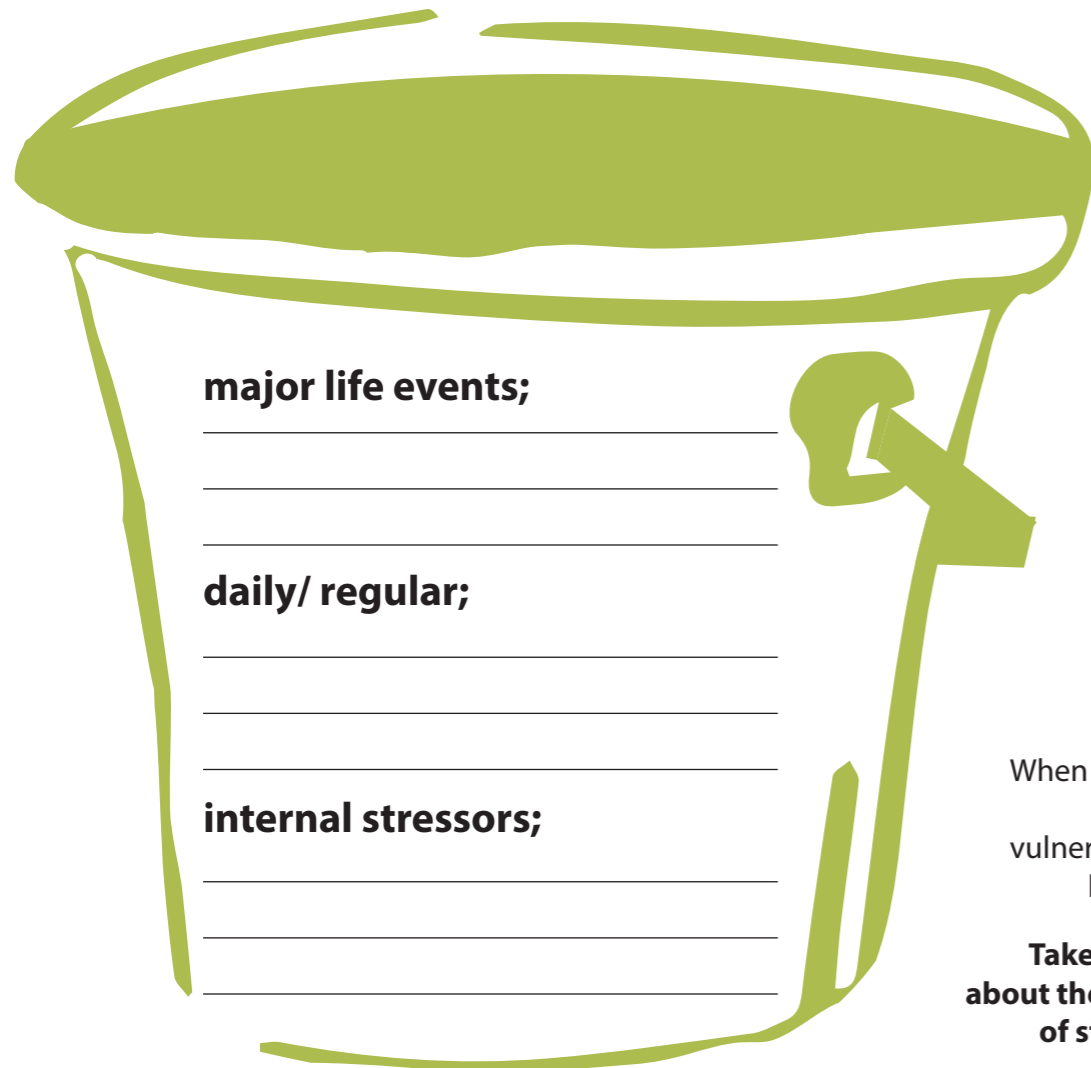 major life events;
daily/ regular;
internal stressors;
When
vulner
Take
about the
of st